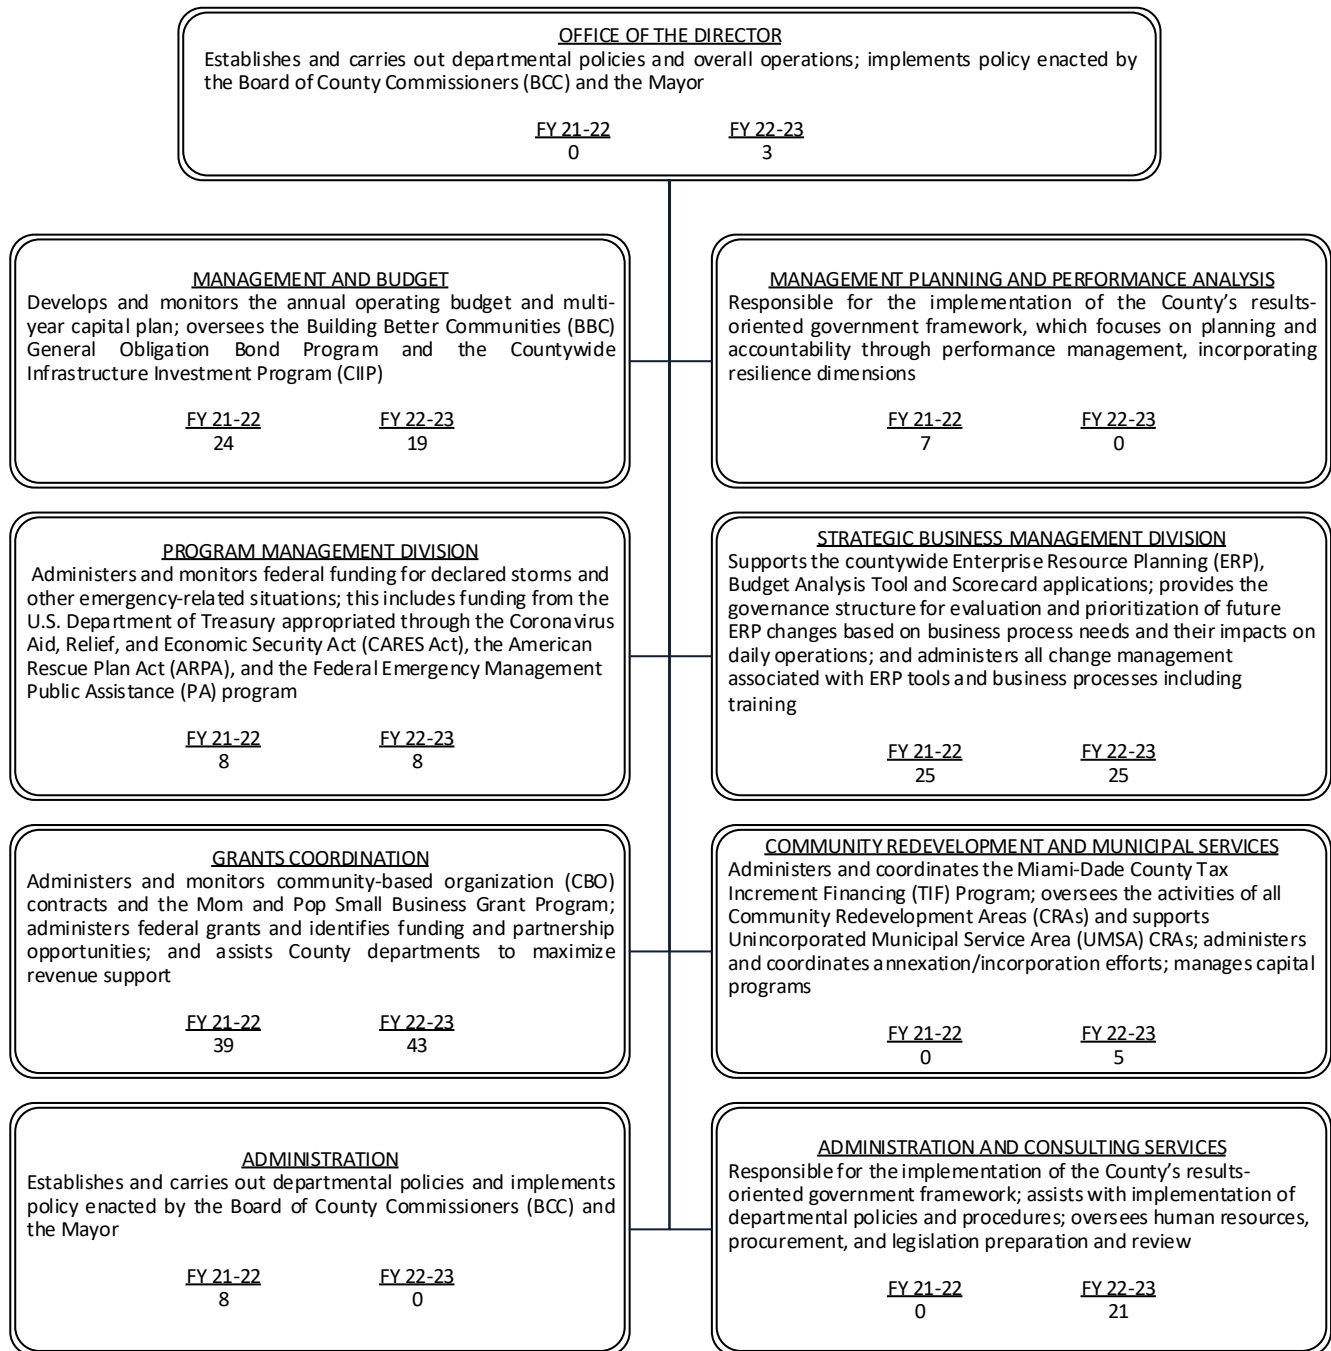 OFFICE OF THE DIRECTOR
Establishes and carries out departmental policies and overall operations; implements policy enacted by
the Board of County Commissioners (BCC) and the Mayor
FY 21-22 FY 22-23
0 3
MANAGEMENT AND BUDGET
Develops and monitors the annual operating budget and multi-
year capital plan; oversees the Building Better Communities (BBC)
General Obligation Bond Program and the Countywide
Infrastructure Investment Program (CIIP)
FY 21-22 FY 22-23
24 19
MANAGEMENT PLANNING AND PERFORMANCE ANALYSIS
Responsible for the implementation of the County's results-
oriented government framework, which focuses on planning and
accountability through performance management, incorporating
resilience dimensions
FY 21-22 FY 22-23
7 0
PROGRAM MANAGEMENT DIVISION
Administers and monitors federal funding for declared storms and
other emergency-related situations; this includes funding from the
U.S. Department of Treasury appropriated through the Coronavirus
Aid, Relief, and Economic Security Act (CARES Act), the American
Rescue Plan Act (ARPA), and the Federal Emergency Management
Public Assistance (PA) program
FY 21-22 FY 22-23
8 8
STRATEGIC BUSINESS MANAGEMENT DIVISION
Supports the countywide Enterprise Resource Planning (ERP),
Budget Analysis Tool and Scorecard applications; provides the
governance structure for evaluation and prioritization of future
ERP changes based on business process needs and their impacts on
daily operations; and administers all change management
associated with ERP tools and business processes including
training
FY 21-22 FY 22-23
25 25
GRANTS COORDINATION
Administers and monitors community-based organization (CBO)
contracts and the Mom and Pop Small Business Grant Program;
administers federal grants and identifies funding and partnership
opportunities; and assists County departments to maximize
revenue support
FY 21-22 FY 22-23
39 43
COMMUNITY REDEVELOPMENT AND MUNICIPAL SERVICES
Administers and coordinates the Miami-Dade County Tax
Increment Financing (TIF) Program; oversees the activities of all
Community Redevelopment Areas (CRAs) and supports
Unincorporated Municipal Service Area (UMSA) CRAs; administers
and coordinates annexation/incorporation efforts; manages capital
programs
FY 21-22 FY 22-23
0 5
ADMINISTRATION
Establishes and carries out departmental policies and implements
policy enacted by the Board of County Commissioners (BCC) and
the Mayor
FY 21-22 FY 22-23
8 0
ADMINISTRATION AND CONSULTING SERVICES
Responsible for the implementation of the County's results-
oriented government framework; assists with implementation of
departmental policies and procedures; oversees human resources,
procurement, and legislation preparation and review
FY 21-22 FY 22-23
0 21